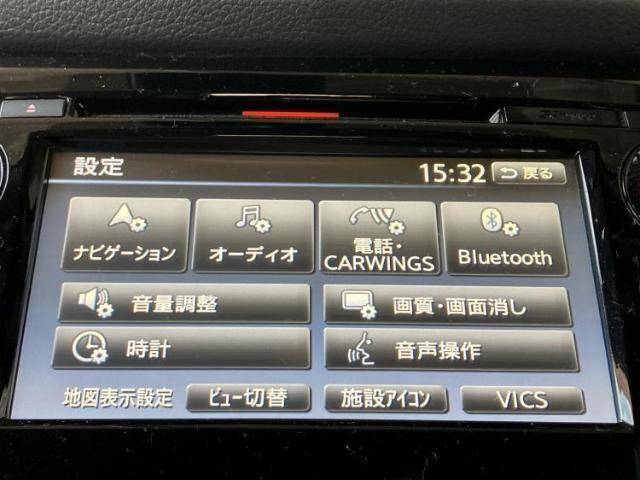 設定
15:32 戻る
ナビゲーション オーディオ 電話・ Bluetooth
CARWINGS
音量調整 画質・画面消し
時計 音声操作
地図表示設定 ビュー切替 施設アイコン VICS